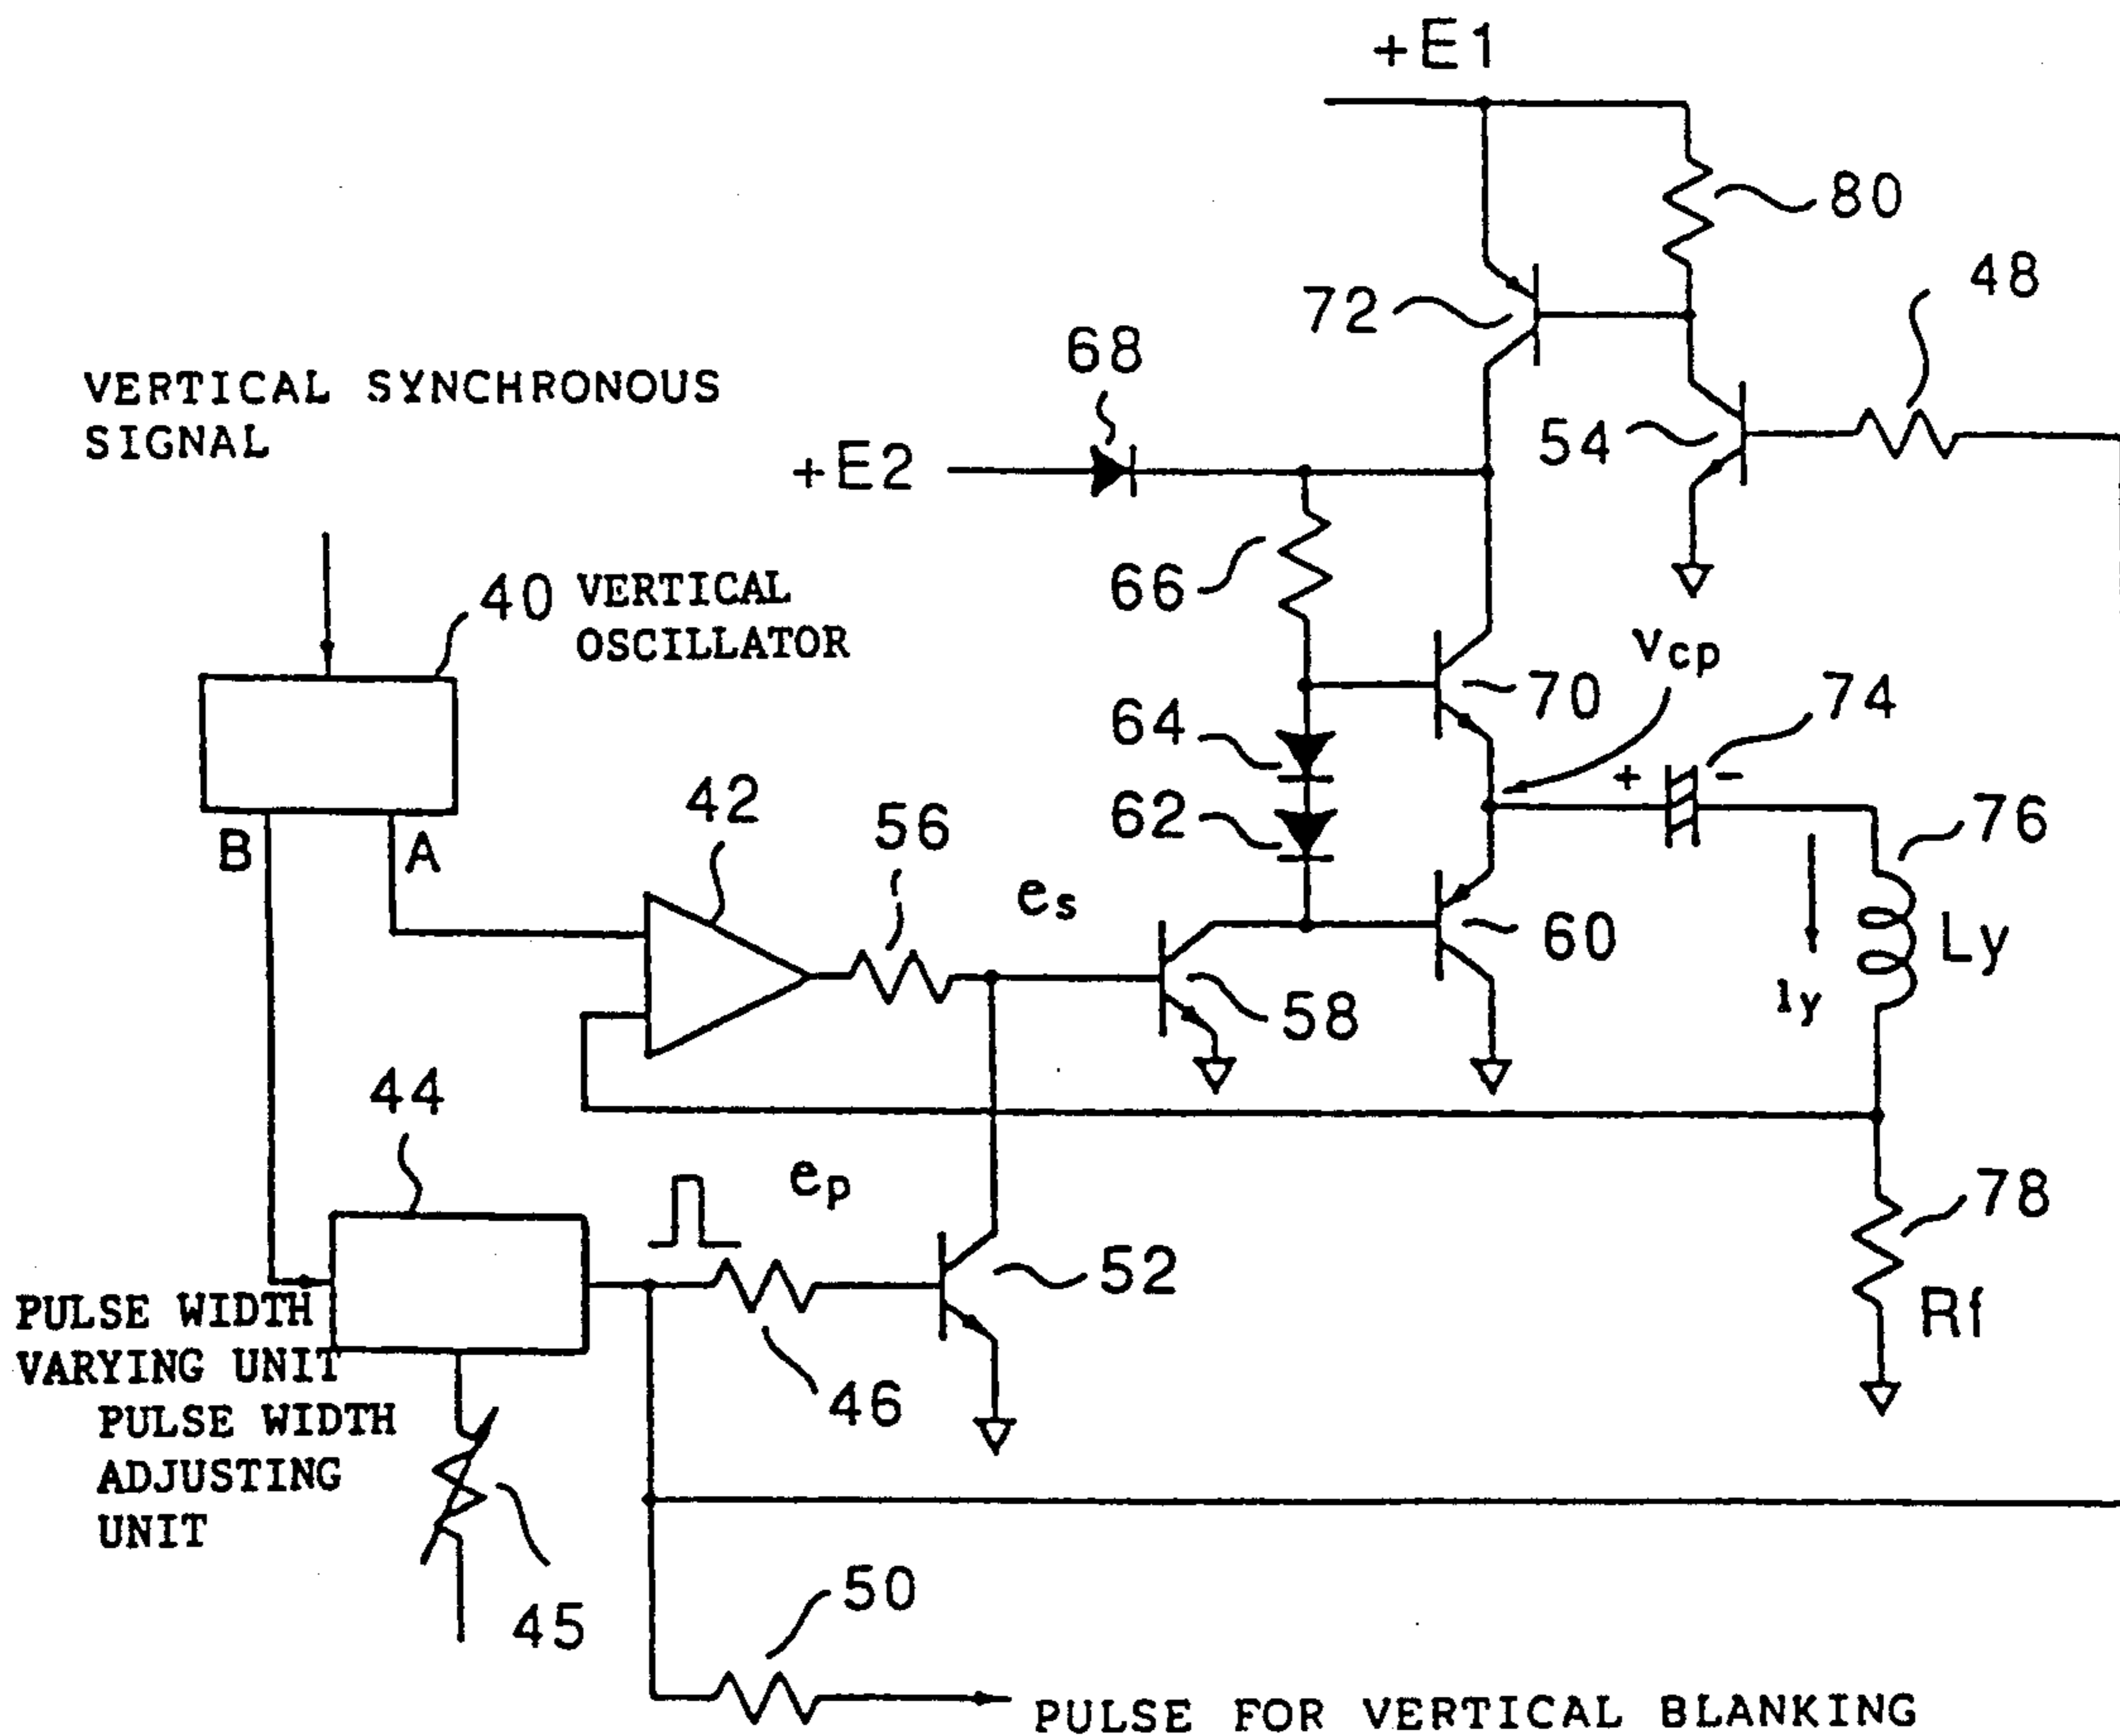 +E1
80
48
72
68
VERTICAL SYNCHRONOUS
SIGNAL
54
+E2
40 VERTICAL
OSCILLATOR
66
Vcp
70
74
64
+ −
42
62
76
56
B
A
es
Ly
60
iy
58
44
ep
78
52
Rf
PULSE WIDTH
VARYING UNIT
46
PULSE WIDTH
ADJUSTING
UNIT
45
50
PULSE FOR VERTICAL BLANKING